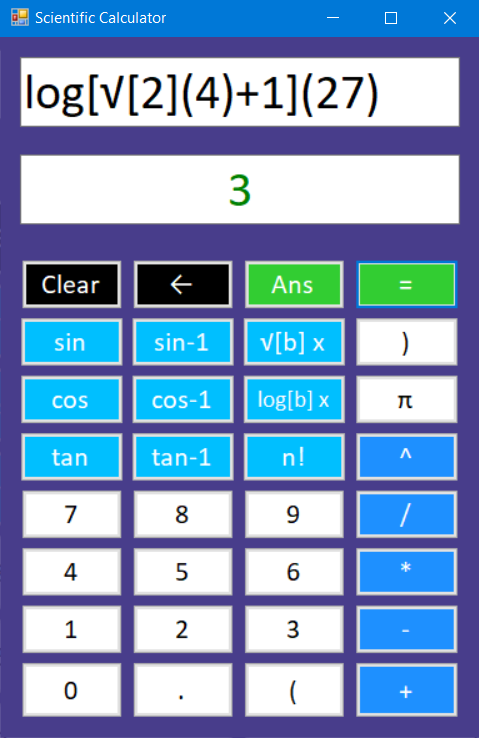 Scientific Calculator
log[√[2](4)+1](27)
3
Clear ← Ans =
sin sin-1 √[b] x )
cos cos-1 log[b] x π
tan tan-1 n! ^
7 8 9 /
4 5 6 *
1 2 3 -
0 . ( +